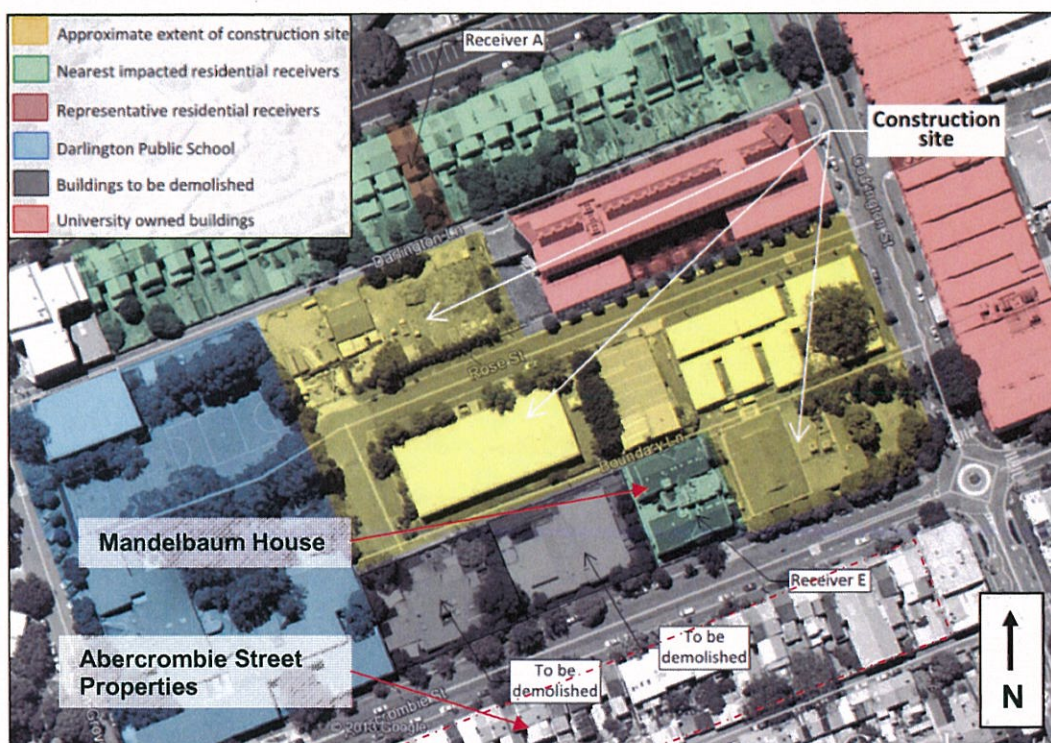 Approximate extent of construction site
Nearest impacted residential receivers
Representative residential receivers
Darlington Public School
Buildings to be demolished
University owned buildings
Receiver A
Construction
site
Codrington St
Darlington Ln
Rose St
Boundary Ln
Mandelbaum House
Receiver E
To be
demolished
To be
demolished
Abercrombie Street
Properties
crombie St
© 2013 Google
N